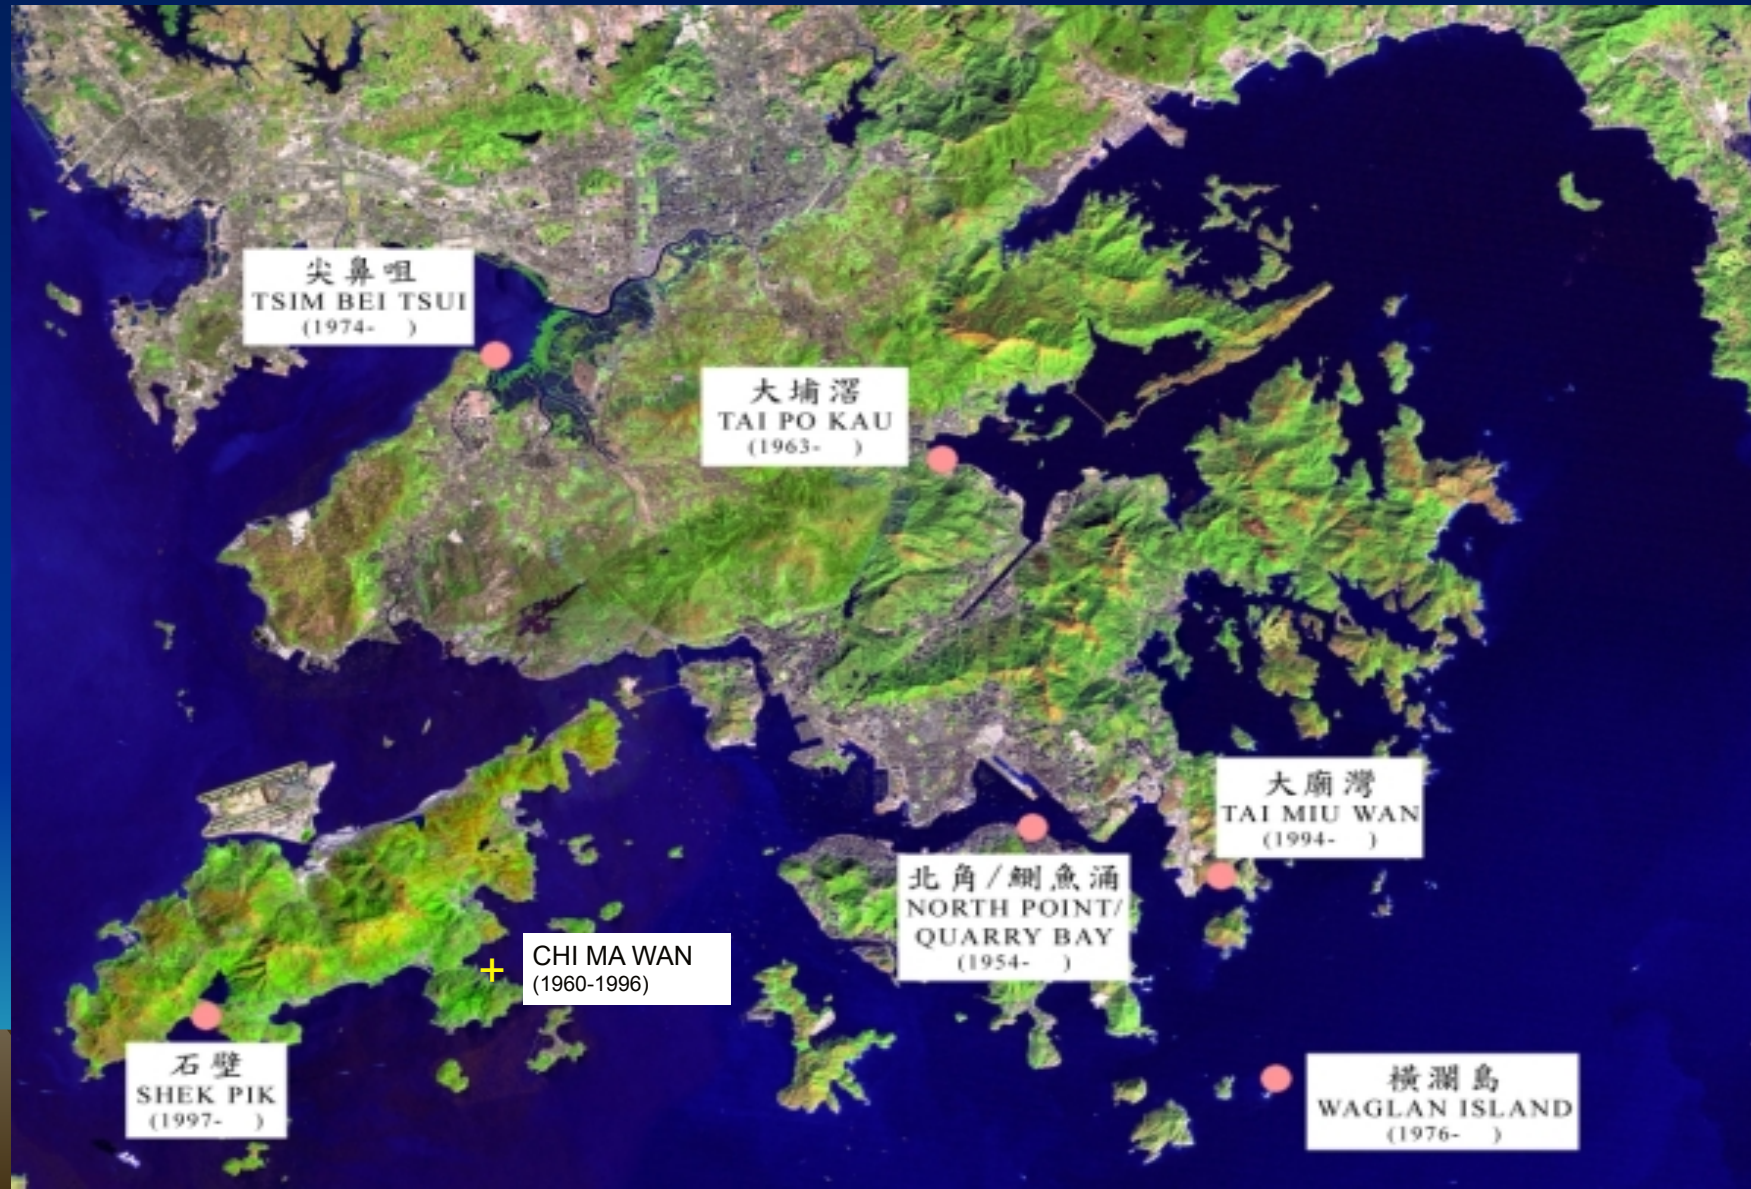 尖鼻咀
TSIM BEI TSUI
(1974-    )
大埔滘
TAI PO KAU
(1963-    )
大廟灣
TAI MIU WAN
(1994-    )
北角/鰂魚涌
NORTH POINT/
QUARRY BAY
(1954-    )
CHI MA WAN
(1960-1996)
石壁
SHEK PIK
(1997-    )
橫瀾島
WAGLAN ISLAND
(1976-    )